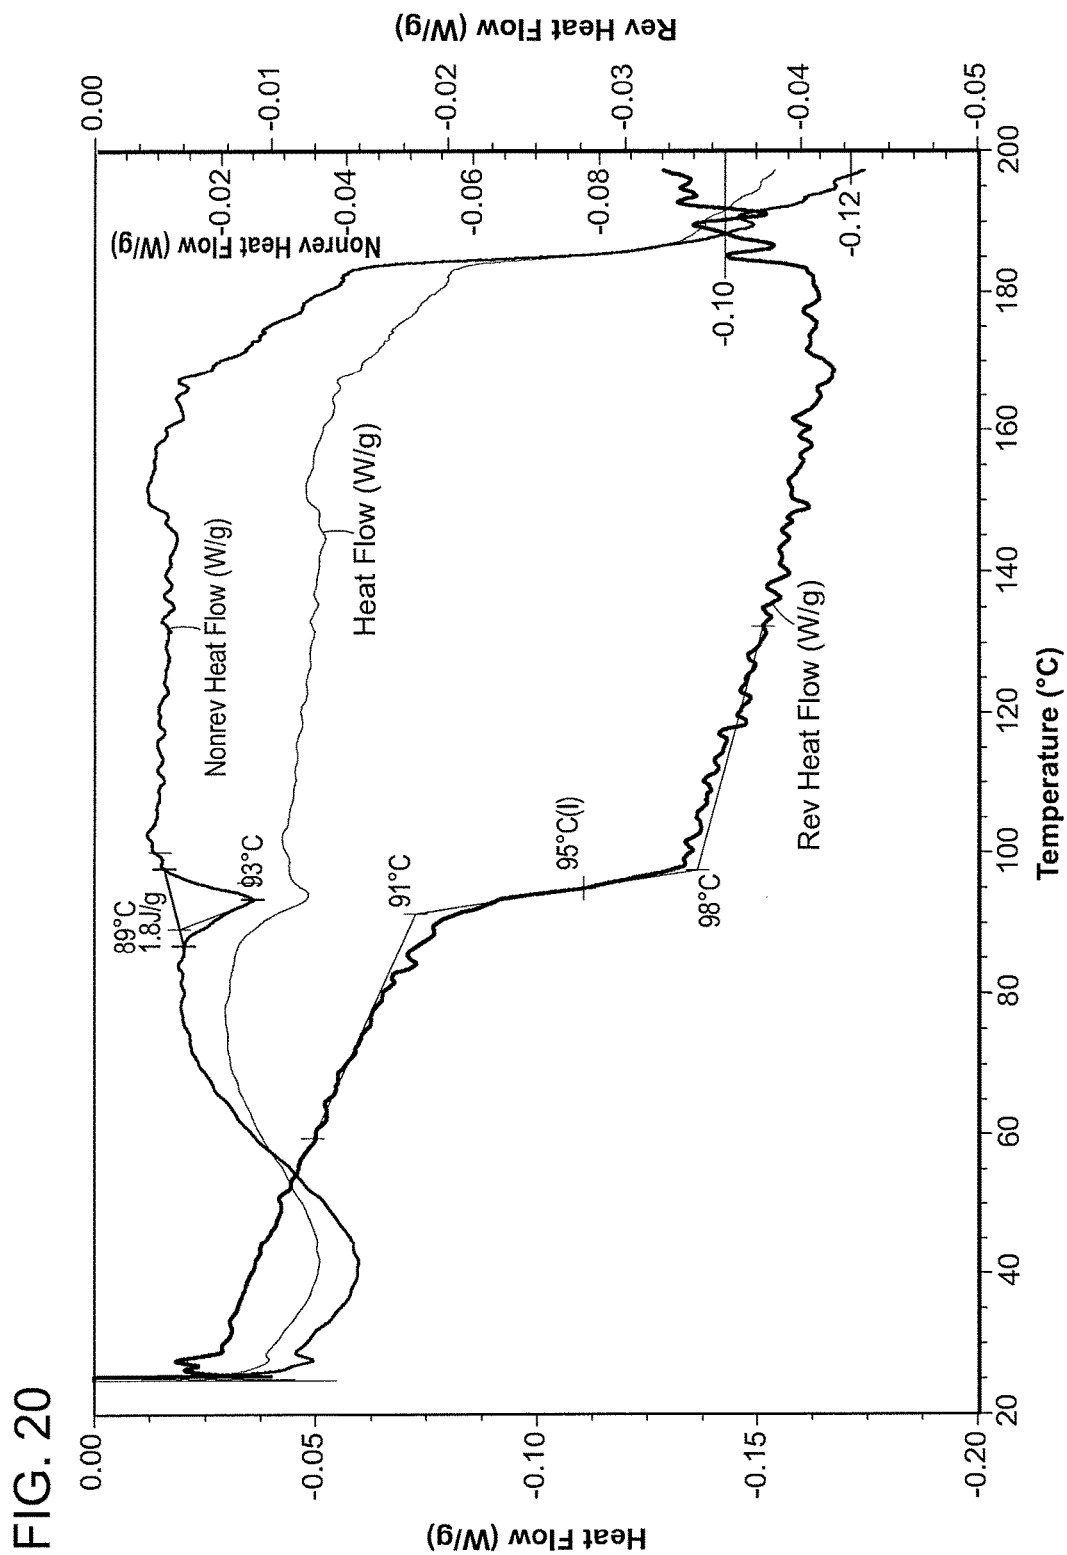 FIG. 20
Heat Flow (W/g)
0.00
-0.05
-0.10
-0.15
-0.20
Nonrev Heat Flow (W/g)
-0.02
-0.04
-0.06
-0.08
-0.10
-0.12
Rev Heat Flow (W/g)
0.00
-0.01
-0.02
-0.03
-0.04
-0.05
89°C
1.8J/g
93°C
Nonrev Heat Flow (W/g)
Heat Flow (W/g)
91°C
95°C(I)
98°C
Rev Heat Flow (W/g)
20
40
60
80
100
120
140
160
180
200
Temperature (°C)